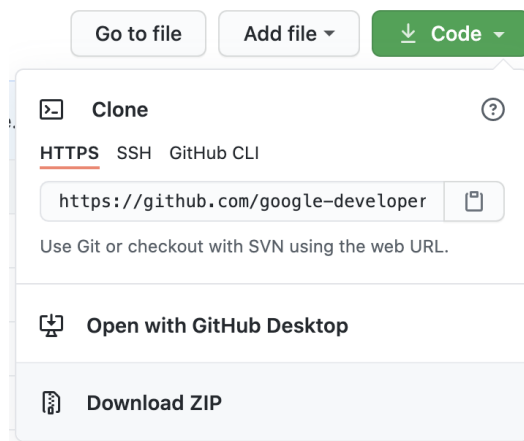 Go to file Add file Code
Clone
HTTPS SSH GitHub CLI
https://github.com/google-developer
Use Git or checkout with SVN using the web URL.
Open with GitHub Desktop
Download ZIP